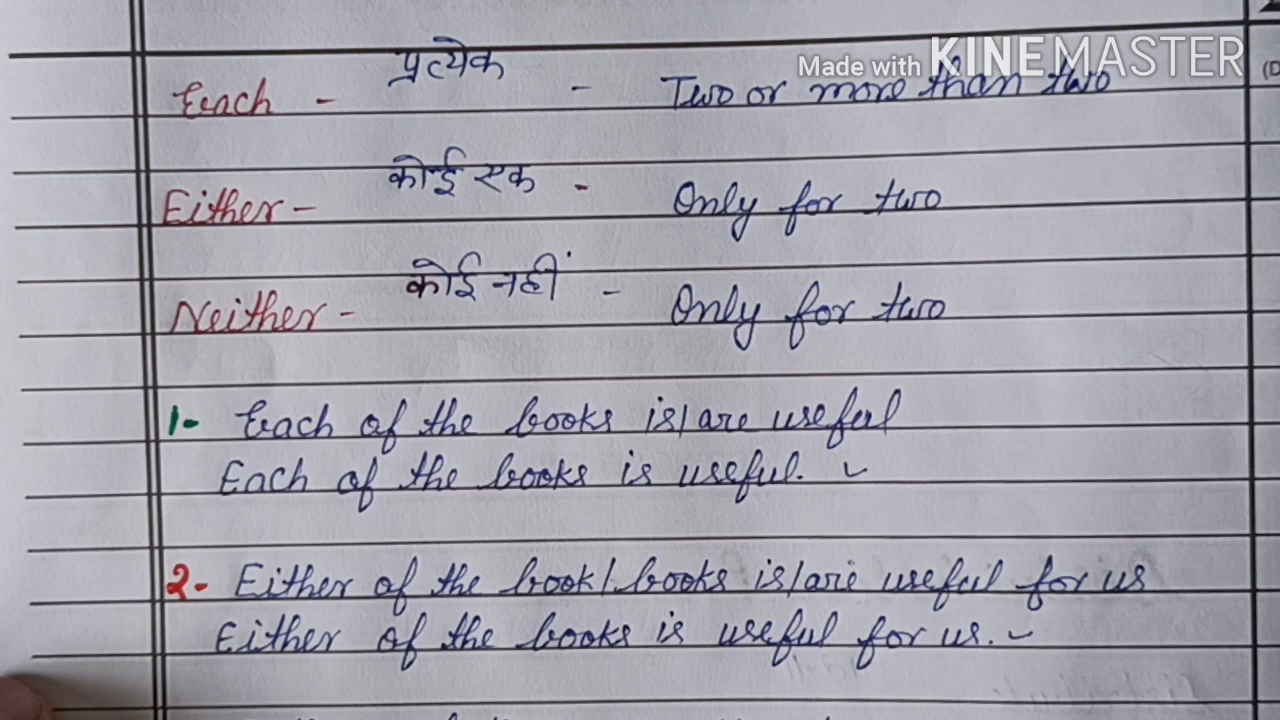 Made with KINEMASTER
Each - प्रत्येक - Two or more than two
Either - कोई एक - Only for two
Neither - कोई नहीं - Only for two
1- Each of the books is/are useful
Each of the books is useful. ✓
2- Either of the book/books is/are useful for us
Either of the books is useful for us. ✓